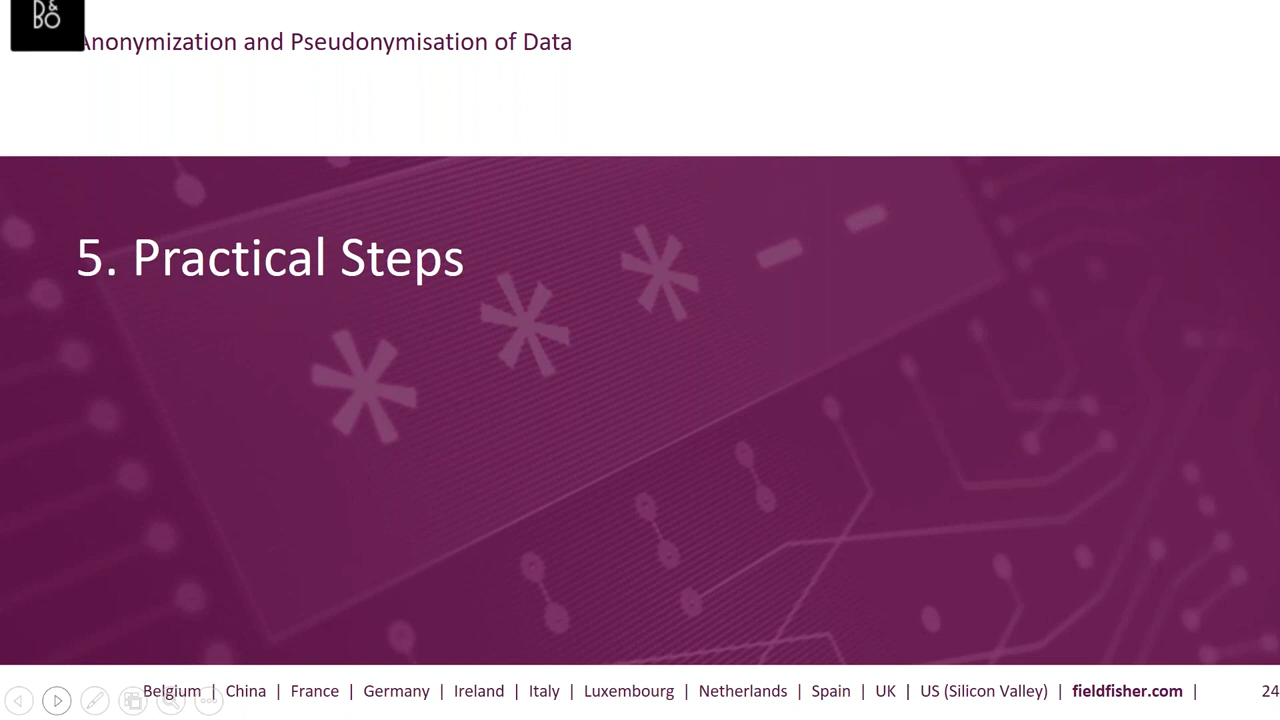 B&
BO
Anonymization and Pseudonymisation of Data
5. Practical Steps
* * * - -
Belgium | China | France | Germany | Ireland | Italy | Luxembourg | Netherlands | Spain | UK | US (Silicon Valley) | fieldfisher.com |
24